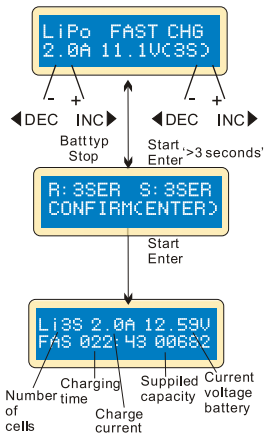 LiPo FAST CHG
2.0A 11.1V(3S)
- + - +
◀DEC INC▶ ◀DEC INC▶
Batt typ
Stop
Start
Enter '>3 seconds'
R: 3SER S: 3SER
CONFIRM(ENTER)
Start
Enter
Li3S 2.0A 12.59V
FAS 022 43 00682
Number
of
cells
Charging
time
Charge
current
Suppiled
capacity
Current
voltage
battery